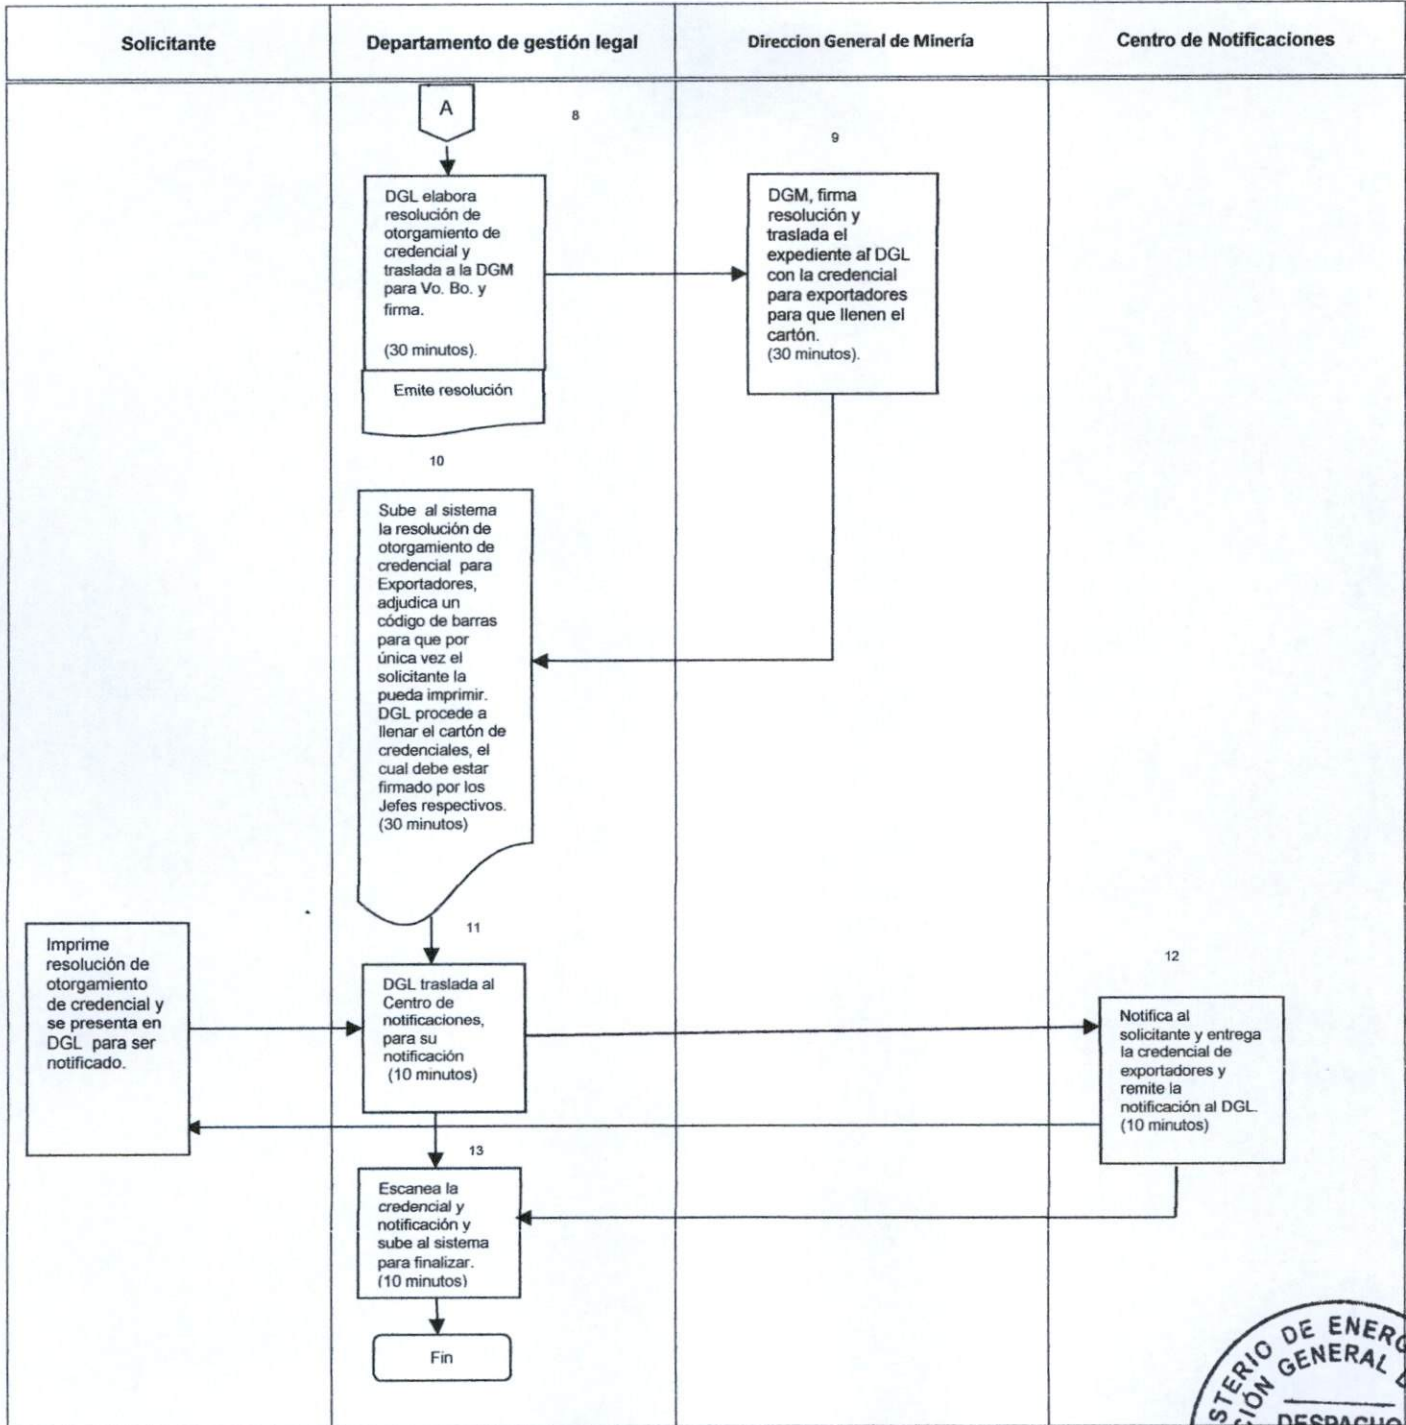 Solicitante
Departamento de gestión legal
Direccion General de Minería
Centro de Notificaciones
A
8
DGL elabora
resolución de
otorgamiento de
credencial y
traslada a la DGM
para Vo. Bo. y
firma.
(30 minutos).
Emite resolución
9
DGM, firma
resolución y
traslada el
expediente al DGL
con la credencial
para exportadores
para que llenen el
cartón.
(30 minutos).
10
Sube al sistema
la resolución de
otorgamiento de
credencial para
Exportadores,
adjudica un
código de barras
para que por
única vez el
solicitante la
pueda imprimir.
DGL procede a
llenar el cartón de
credenciales, el
cual debe estar
firmado por los
Jefes respectivos.
(30 minutos)
Imprime
resolución de
otorgamiento
de credencial y
se presenta en
DGL para ser
notificado.
11
DGL traslada al
Centro de
notificaciones,
para su
notificación
(10 minutos)
12
Notifica al
solicitante y entrega
la credencial de
exportadores y
remite la
notificación al DGL.
(10 minutos)
13
Escanea la
credencial y
notificación y
sube al sistema
para finalizar.
(10 minutos)
Fin
DE
GENERAL